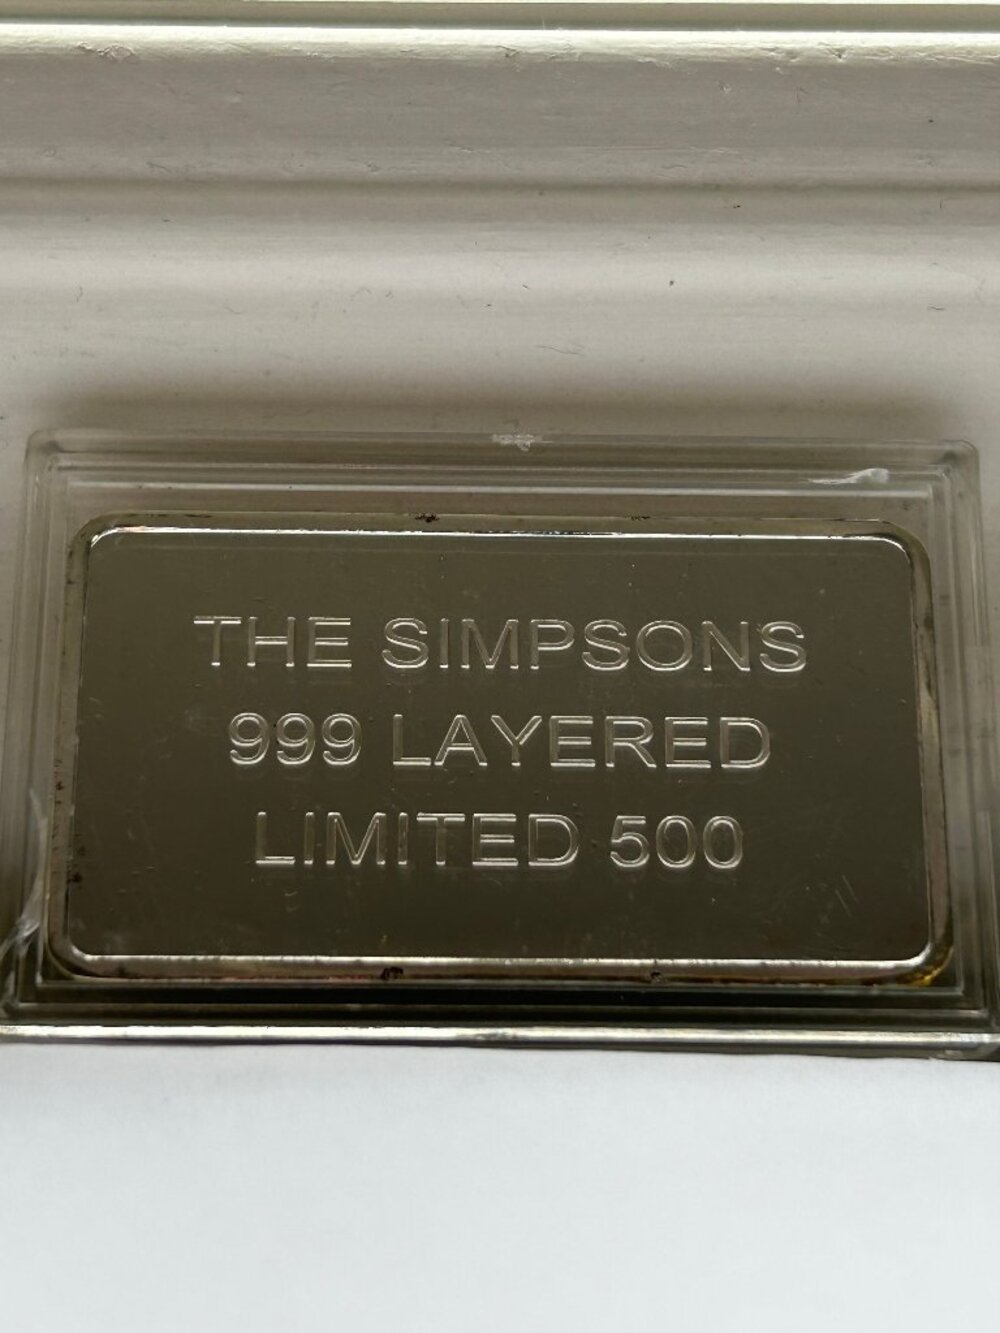 THE SIMPSONS
999 LAYERED
LIMITED 500